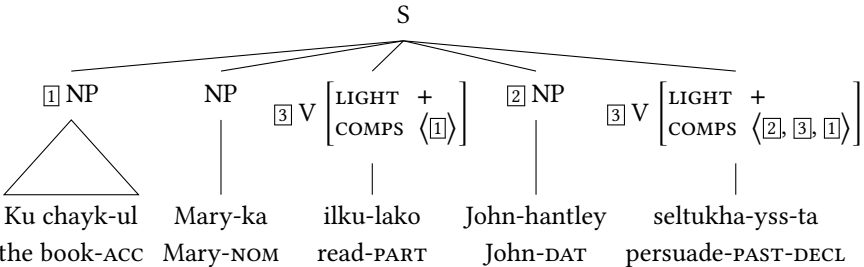 S
[1] NP NP [3] V [LIGHT + COMPS ⟨[1]⟩] [2] NP [3] V [LIGHT + COMPS ⟨[2], [3], [1]⟩]
Ku chayk-ul Mary-ka ilku-lako John-hantley seltukha-yss-ta
the book-ACC Mary-NOM read-PART John-DAT persuade-PAST-DECL